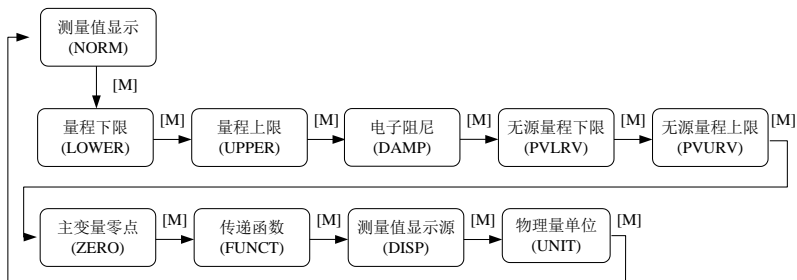 测量值显示
(NORM)
[M]
量程下限
(LOWER)
[M]
量程上限
(UPPER)
[M]
电子阻尼
(DAMP)
[M]
无源量程下限
(PVLRV)
[M]
无源量程上限
(PVURV)
[M]
主变量零点
(ZERO)
[M]
传递函数
(FUNCT)
[M]
测量值显示源
(DISP)
[M]
物理量单位
(UNIT)
[M]